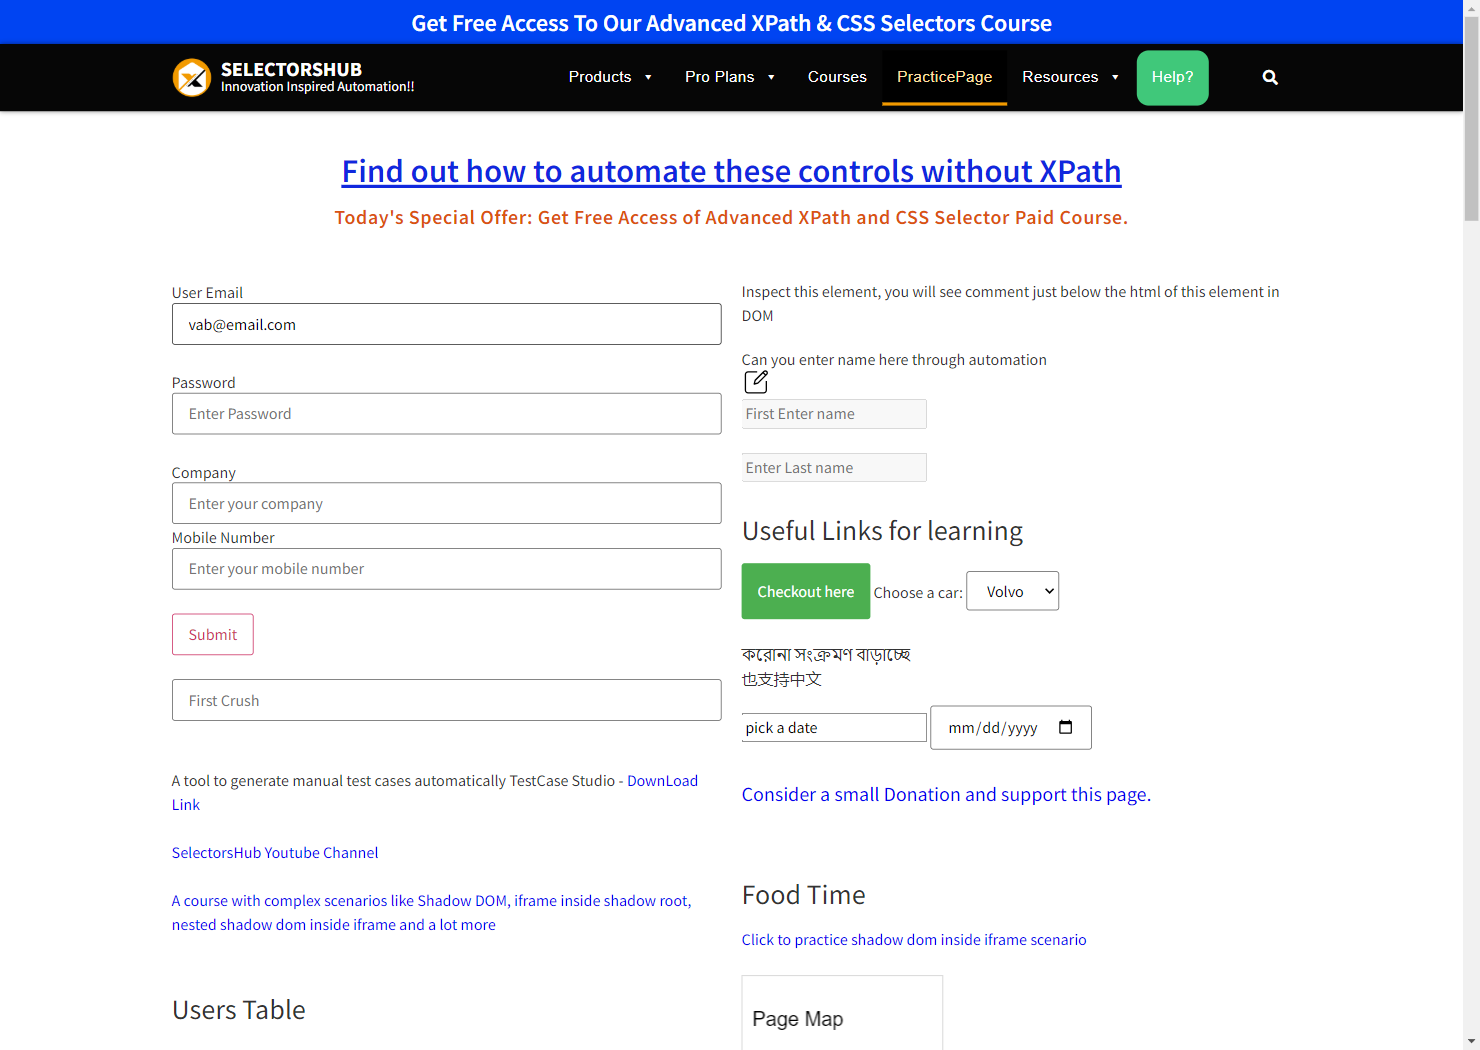 Get Free Access To Our Advanced XPath & CSS Selectors Course
SELECTORSHUB
Innovation Inspired Automation!!
Products
Pro Plans
Courses
PracticePage
Resources
Help?
Find out how to automate these controls without XPath
Today's Special Offer: Get Free Access of Advanced XPath and CSS Selector Paid Course.
User Email
vab@email.com
Password
Enter Password
Company
Enter your company
Mobile Number
Enter your mobile number
Submit
First Crush
A tool to generate manual test cases automatically TestCase Studio - DownLoad
Link
SelectorsHub Youtube Channel
A course with complex scenarios like Shadow DOM, iframe inside shadow root,
nested shadow dom inside iframe and a lot more
Users Table
Inspect this element, you will see comment just below the html of this element in
DOM
Can you enter name here through automation
First Enter name
Enter Last name
Useful Links for learning
Checkout here
Choose a car:
Volvo
করোনা সংক্রমণ বাড়াচ্ছে
也支持中文
pick a date
mm/dd/yyyy
Consider a small Donation and support this page.
Food Time
Click to practice shadow dom inside iframe scenario
Page Map